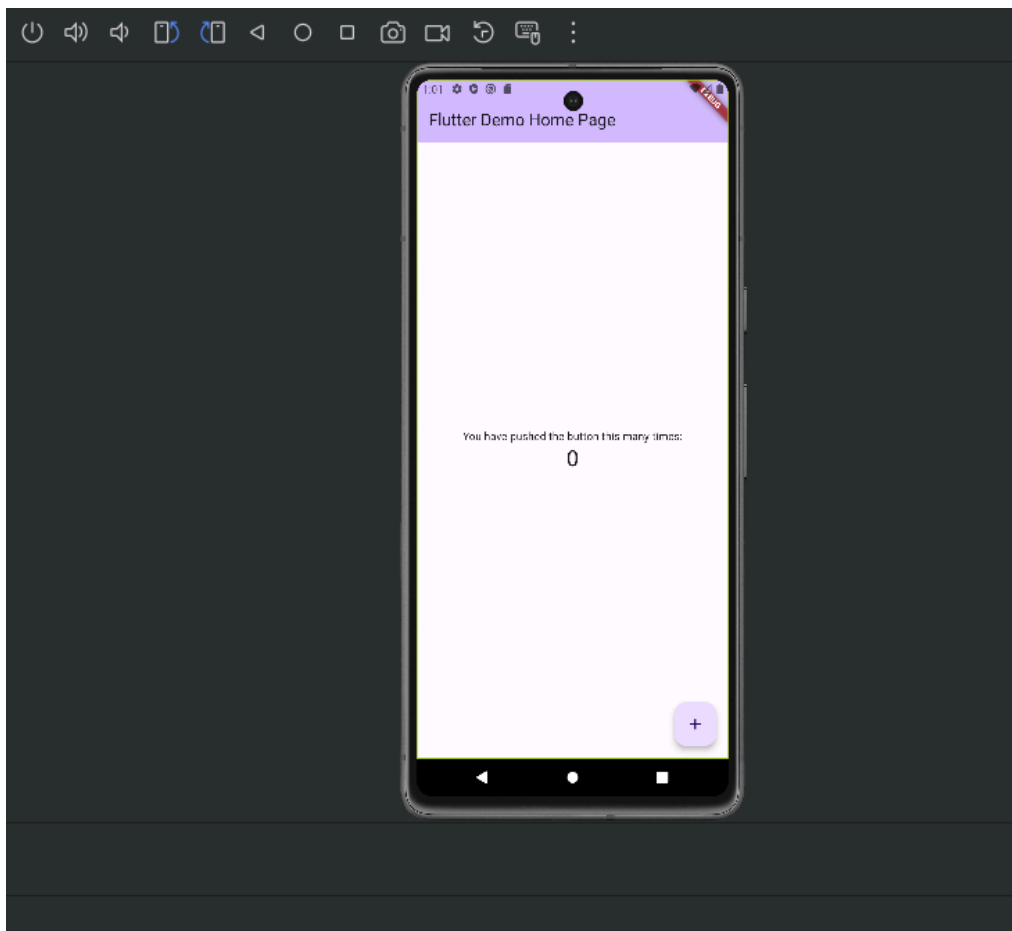 1:01
DEBUG
Flutter Demo Home Page
You have pushed the button this many times:
0
+